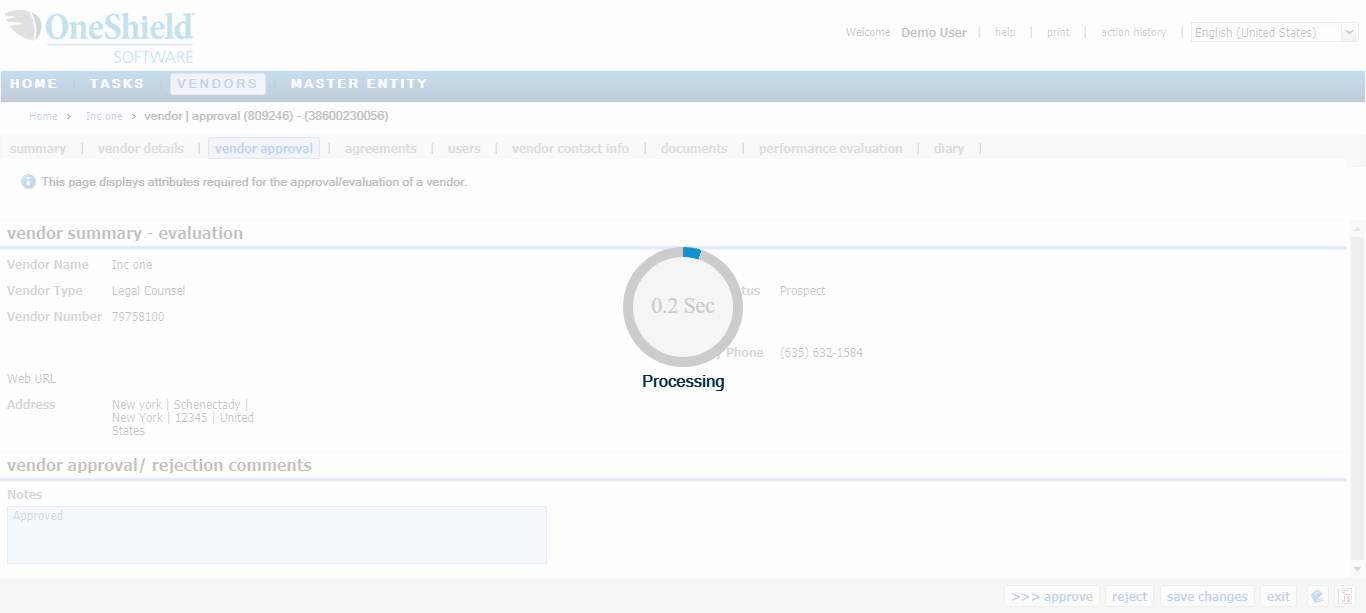 OneShield
SOFTWARE
Welcome Demo User | help | print | action history | English (United States)
HOME | TASKS | VENDORS | MASTER ENTITY
Home > Inc one > vendor | approval (809246) - (38600230056)
summary | vendor details | vendor approval | agreements | users | vendor contact info | documents | performance evaluation | diary |
This page displays attributes required for the approval/evaluation of a vendor.
vendor summary - evaluation
Vendor Name Inc one
Vendor Type Legal Counsel tus Prospect
0.2 Sec
Vendor Number 79758100
y Phone (635) 632-1584
Processing
Web URL
Address New york | Schenectady |
New York | 12345 | United
States
vendor approval/ rejection comments
Notes
Approved
>>> approve reject save changes exit